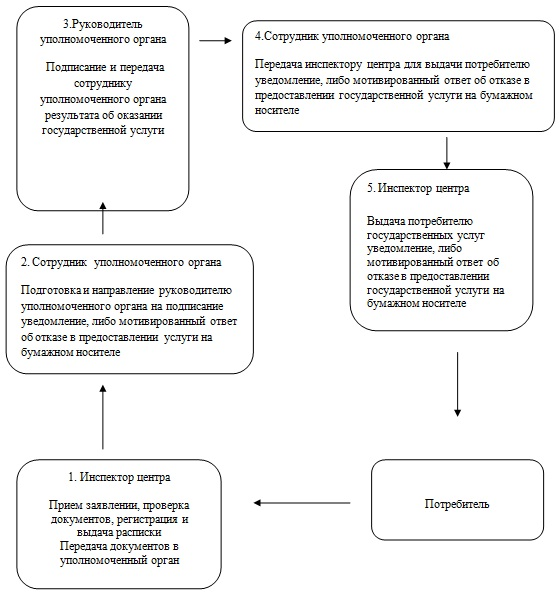 3.Руководитель
уполномоченного органа
Подписание и передача
сотруднику
уполномоченного органа
результата об оказании
государственной услуги
4.Сотрудник уполномоченного органа
Передача инспектору центра для выдачи потребителю
уведомление, либо мотивированный ответ об отказе в
предоставлении государственной услуги на бумажном
носителе
5. Инспектор центра
Выдача потребителю
государственных услуг
уведомление, либо
мотивированный ответ об
отказе в предоставлении
государственной услуги на
бумажном носителе
2. Сотрудник уполномоченного органа
Подготовка и направление руководителю
уполномоченного органа на подписание
уведомление, либо мотивированный ответ
об отказе в предоставлении услуги на
бумажном носителе
1. Инспектор центра
Прием заявлении, проверка
документов, регистрация и
выдача расписки
Передача документов в
уполномоченный орган
Потребитель